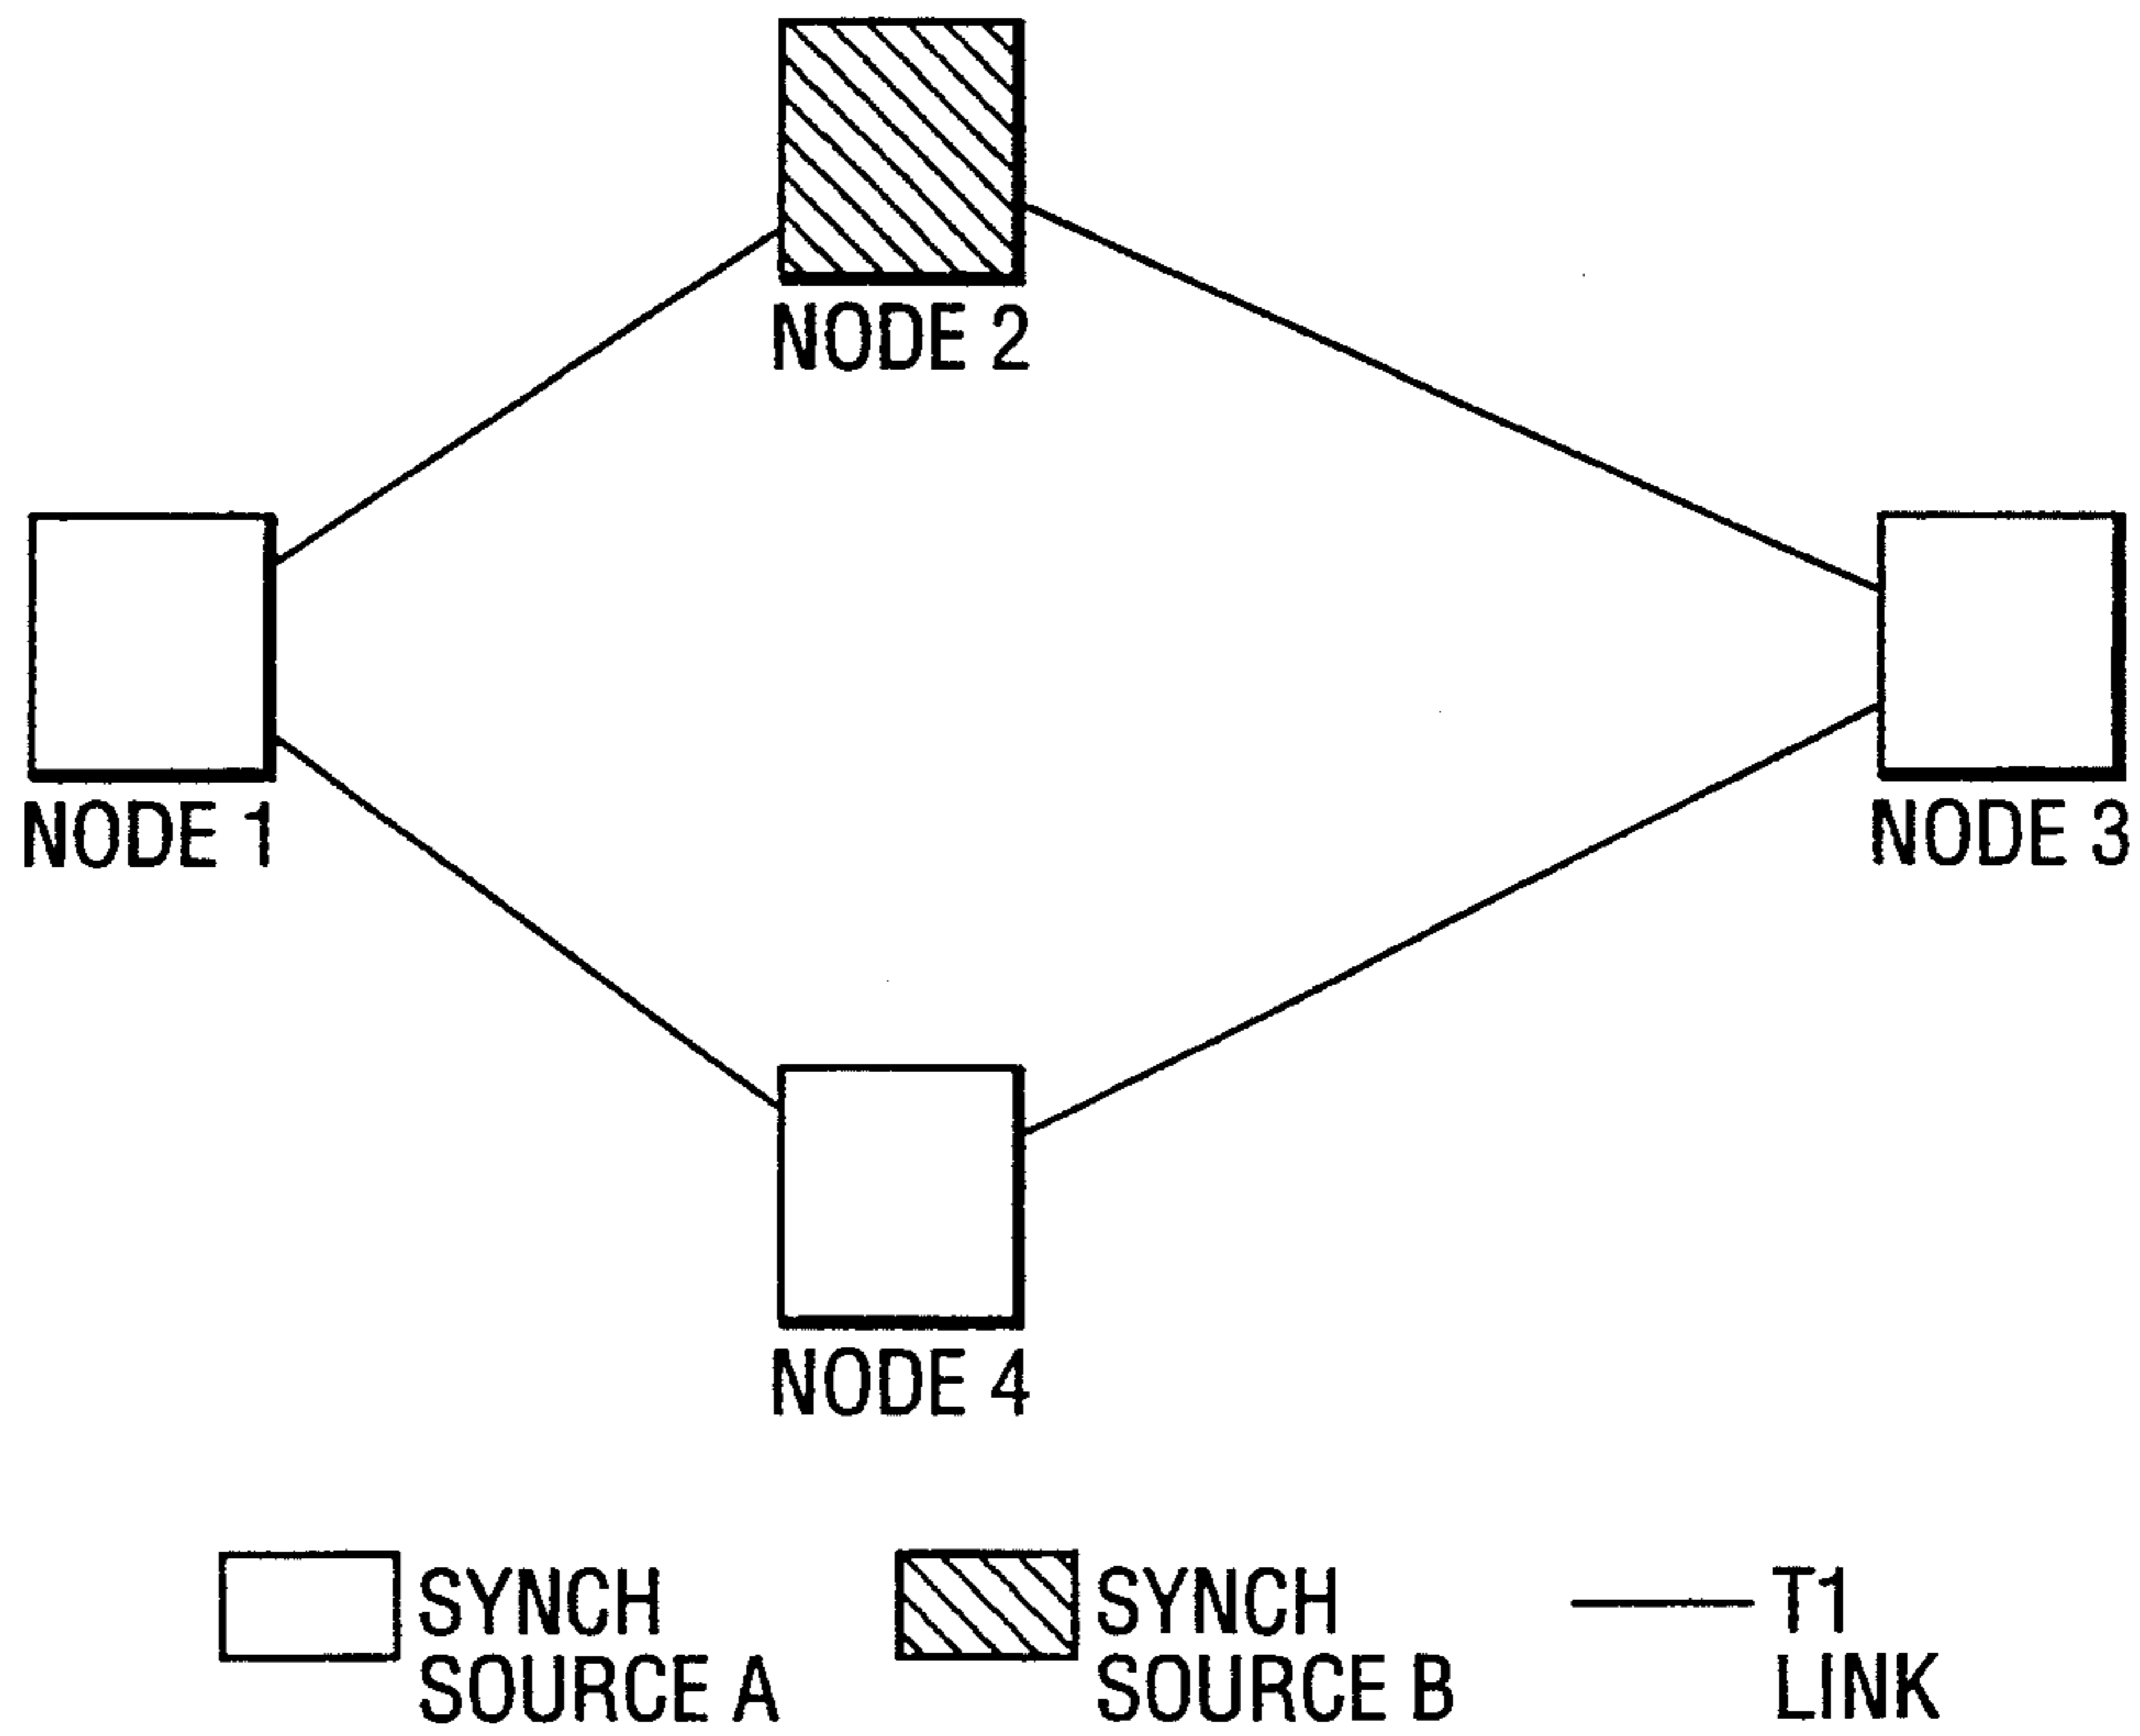 NODE 2
NODE 1
NODE 3
NODE 4
SYNCH
SOURCE A
SYNCH
SOURCE B
T1
LINK